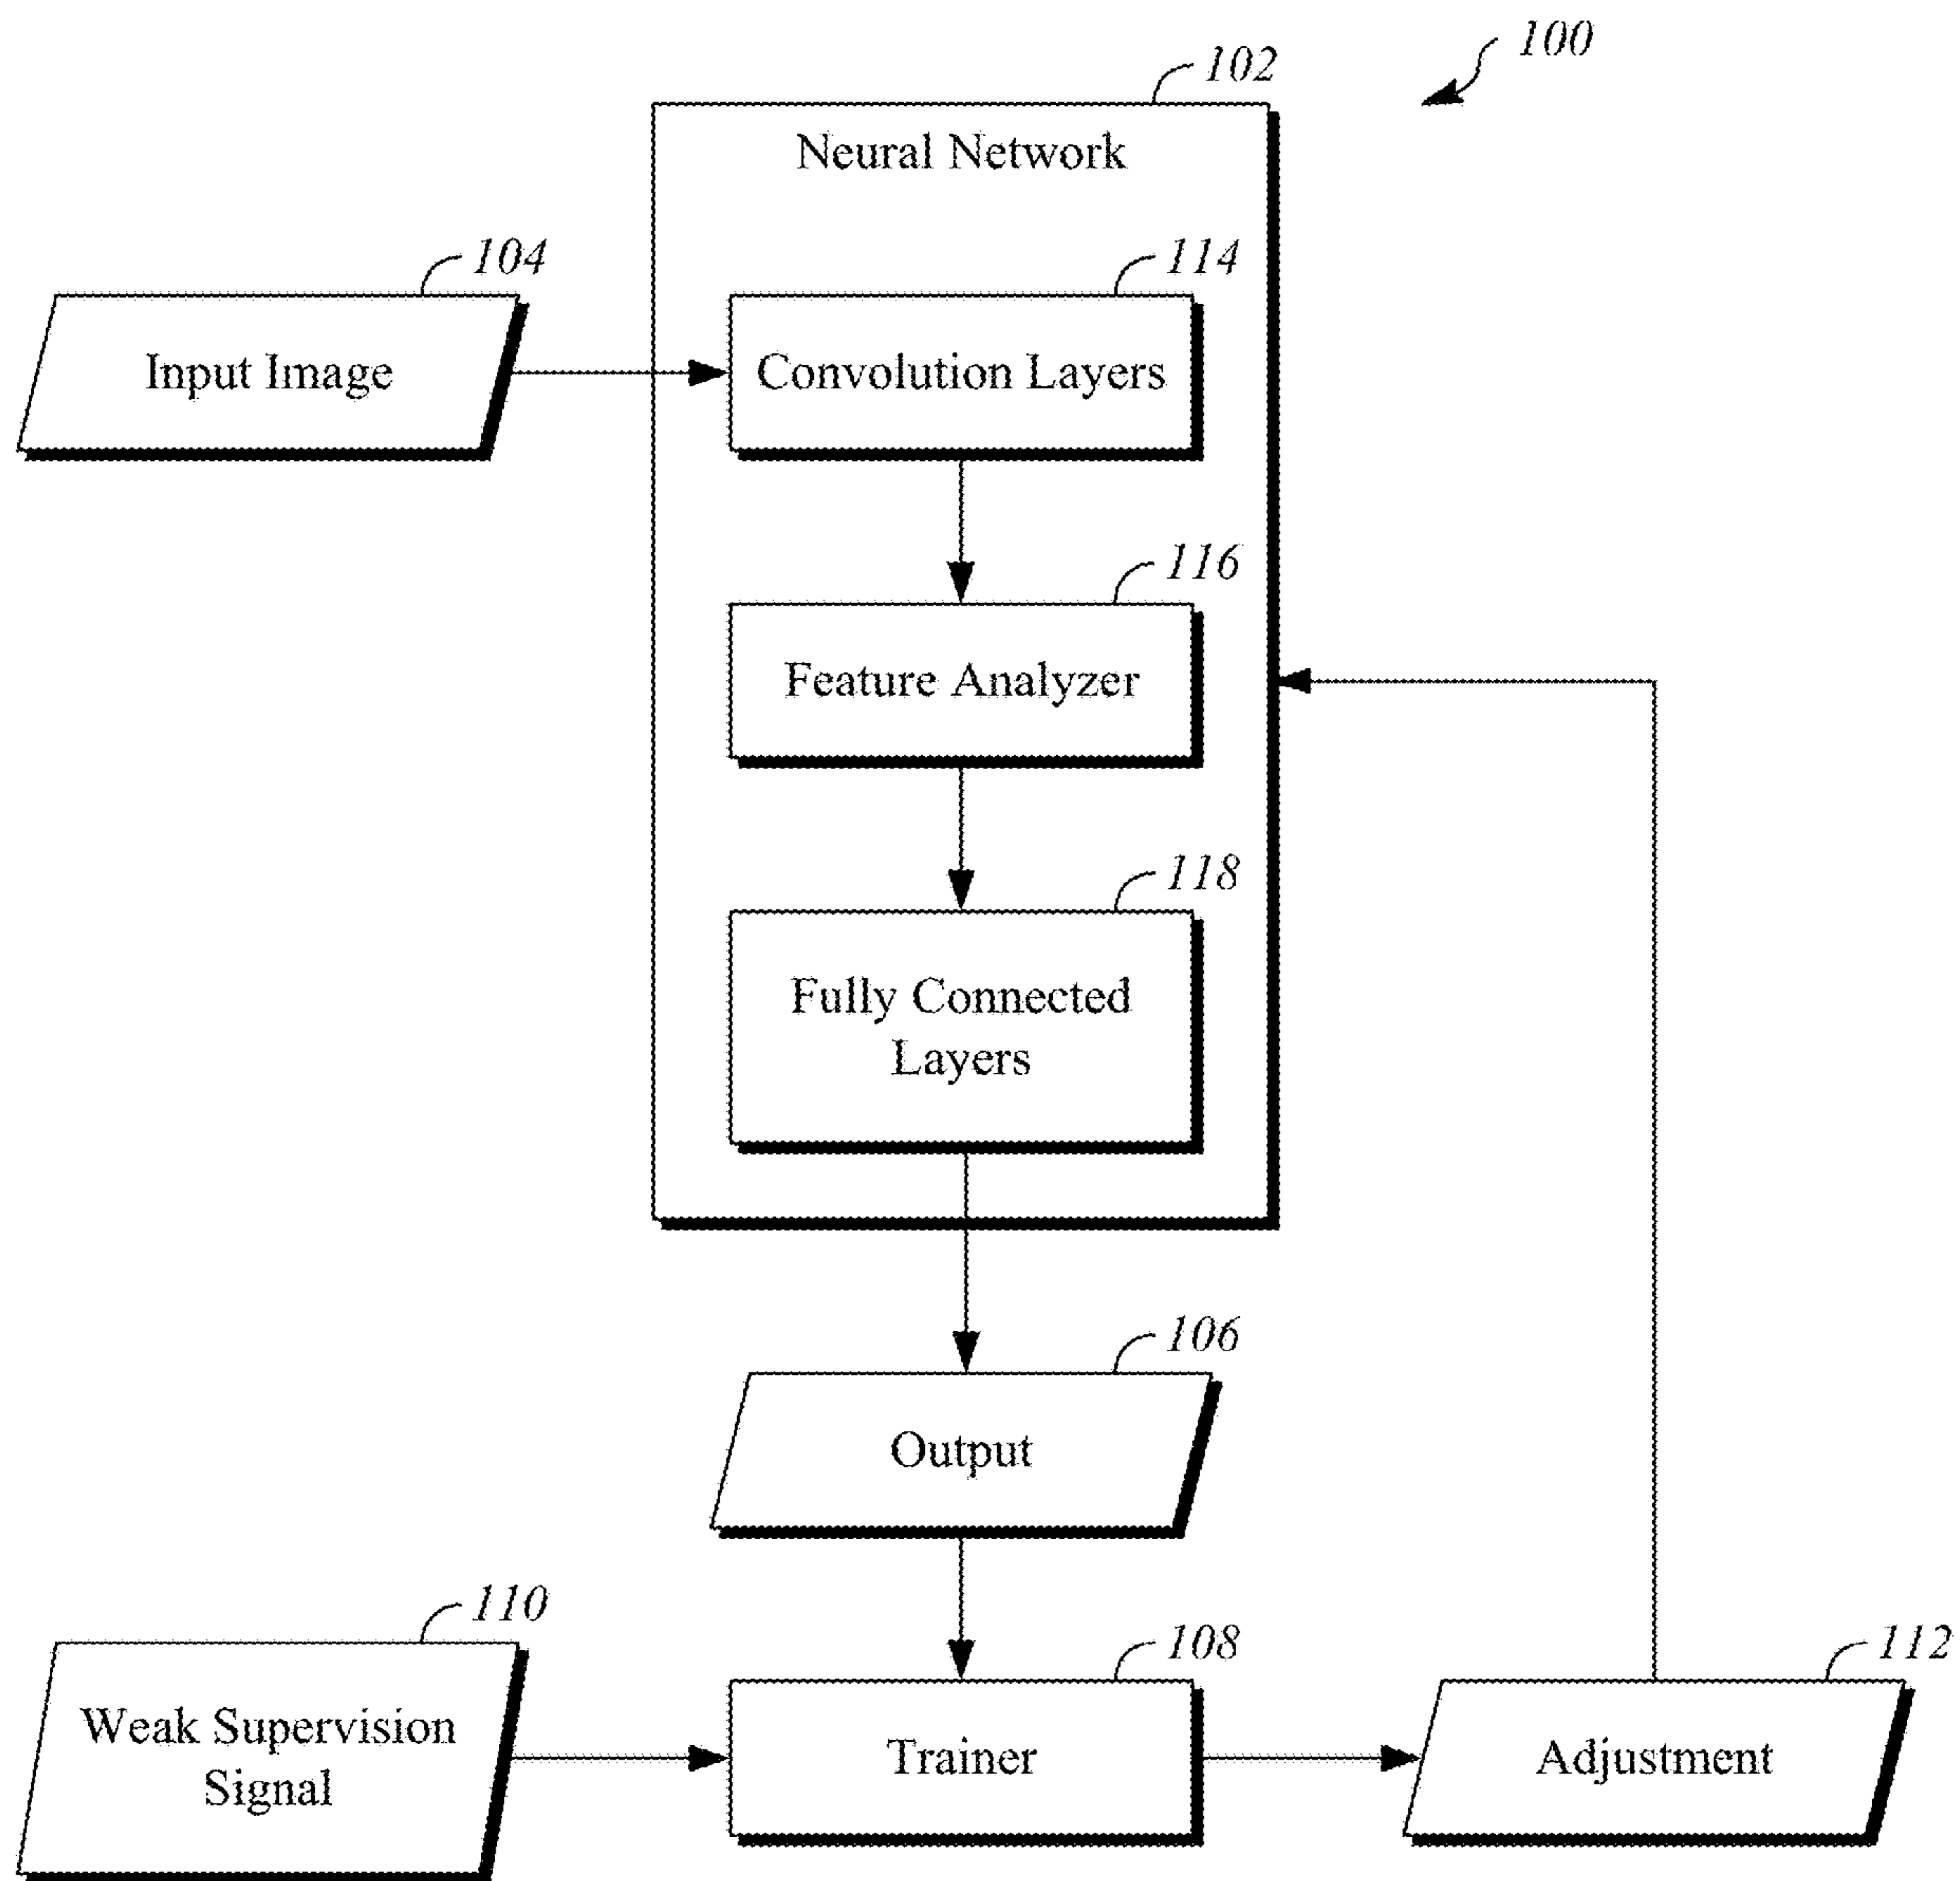 100
102
Neural Network
104
114
Input Image
Convolution Layers
116
Feature Analyzer
118
Fully Connected
Layers
106
Output
110
108
112
Weak Supervision
Signal
Trainer
Adjustment